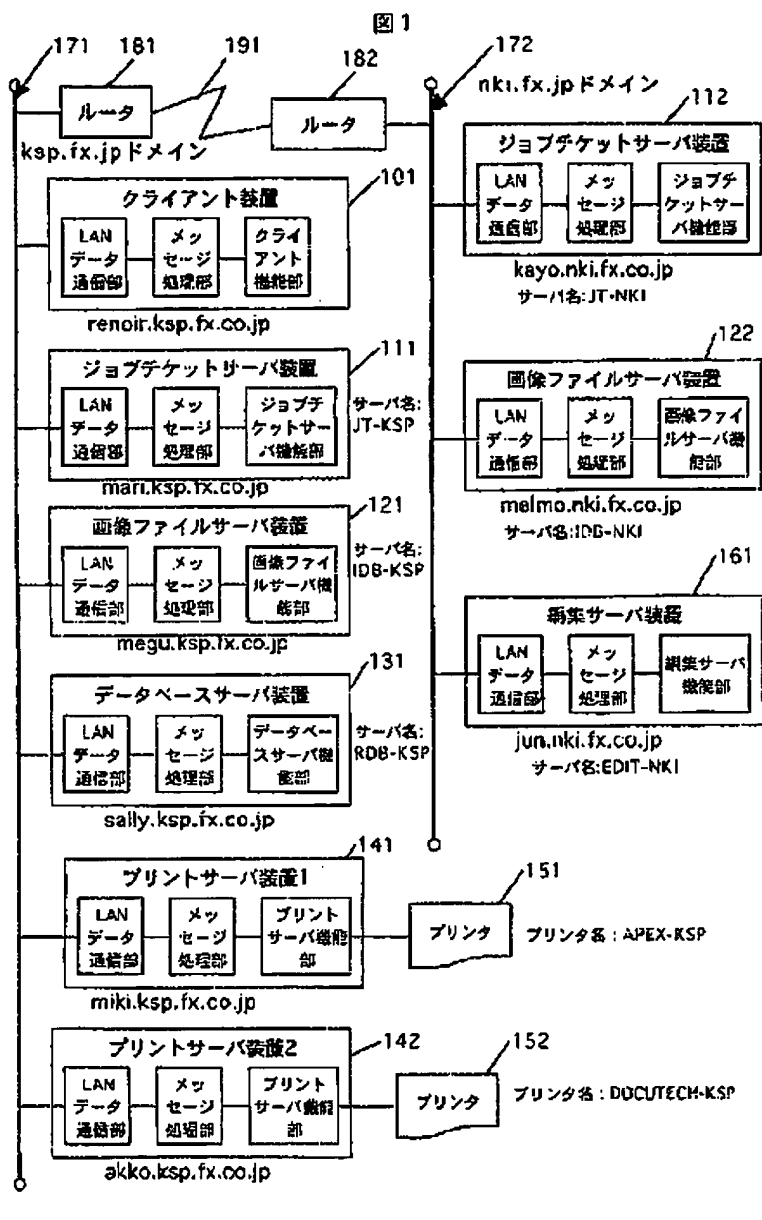 図1
171
181
191
182
172
nki.fx.jpドメイン
ルータ
ルータ
ksp.fx.jpドメイン
101
クライアント装置
LAN
データ
通信部
メッ
セージ
処理部
クライ
アント
機能部
renoir.ksp.fx.co.jp
111
ジョブチケットサーバ装置
LAN
データ
通信部
メッ
セージ
処理部
ジョブチ
ケットサー
バ機能部
サーバ名:
JT-KSP
mari.ksp.fx.co.jp
121
画像ファイルサーバ装置
LAN
データ
通信部
メッ
セージ
処理部
画像ファイ
ルサーバ機
能部
サーバ名:
IDB-KSP
megu.ksp.fx.co.jp
131
データベースサーバ装置
LAN
データ
通信部
メッ
セージ
処理部
データベー
スサーバ機
能部
サーバ名:
RDB-KSP
sally.ksp.fx.co.jp
141
プリントサーバ装置1
LAN
データ
通信部
メッ
セージ
処理部
プリント
サーバ機能
部
miki.ksp.fx.co.jp
151
プリンタ
プリンタ名：APEX-KSP
142
プリントサーバ装置2
LAN
データ
通信部
メッ
セージ
処理部
プリント
サーバ機能
部
akko.ksp.fx.co.jp
152
プリンタ
プリンタ名：DOCUTECH-KSP
112
ジョブチケットサーバ装置
LAN
データ
通信部
メッ
セージ
処理部
ジョブチ
ケットサー
バ機能部
kayo.nki.fx.co.jp
サーバ名:JT-NKI
122
画像ファイルサーバ装置
LAN
データ
通信部
メッ
セージ
処理部
画像ファイ
ルサーバ機
能部
melmo.nki.fx.co.jp
サーバ名:IDB-NKI
161
編集サーバ装置
LAN
データ
通信部
メッ
セージ
処理部
編集サーバ
機能部
jun.nki.fx.co.jp
サーバ名:EDIT-NKI